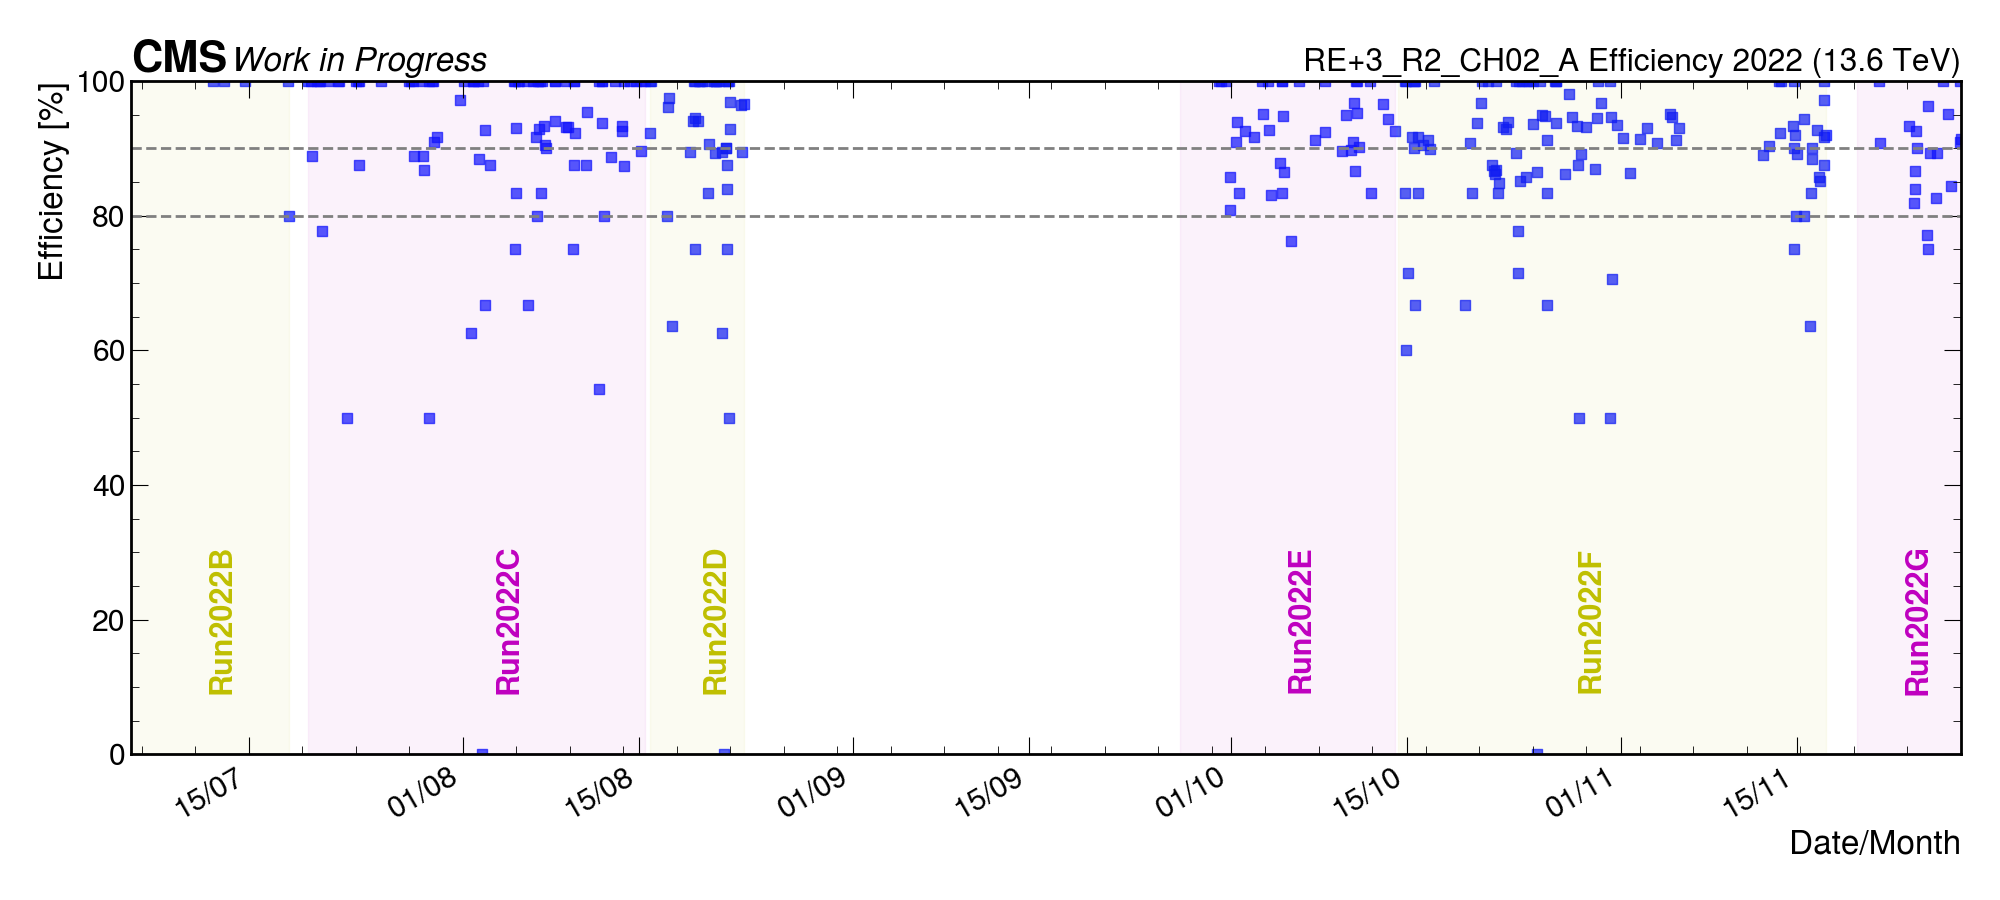 CMS Work in Progress
RE+3_R2_CH02_A Efficiency 2022 (13.6 TeV)
Efficiency [%]
100
80
60
40
20
0
Run2022B
Run2022C
Run2022D
Run2022E
Run2022F
Run2022G
15/07
01/08
15/08
01/09
15/09
01/10
15/10
01/11
15/11
Date/Month